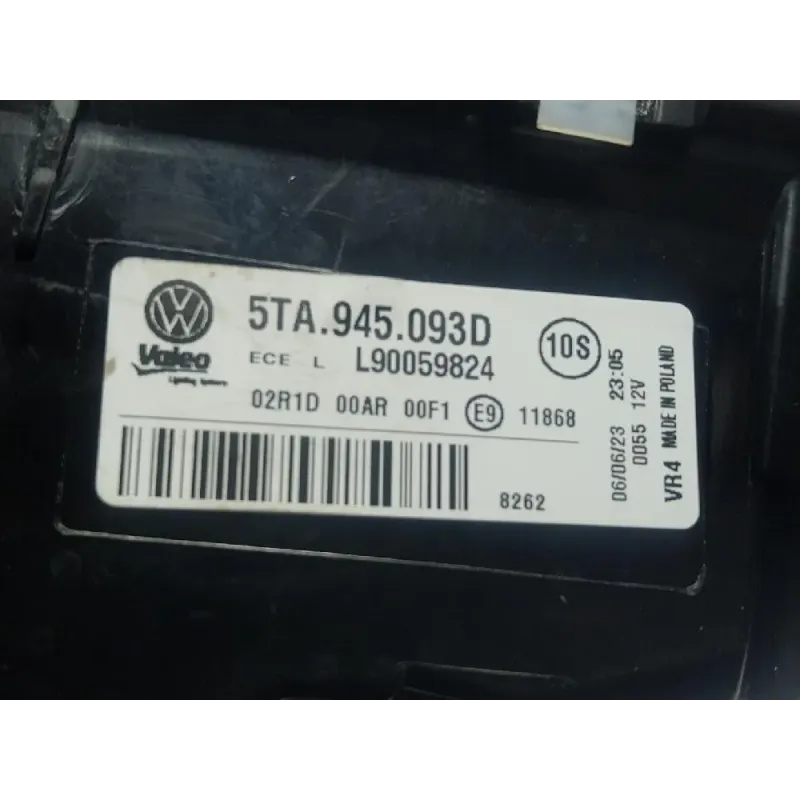 5TA.945.093D
10S
Valeo
Lighting Systems
ECE L L90059824
02R1D 00AR 00F1 E9 11868
8262
06/06/23 23:05
0055 12V
VR4 MADE IN POLAND